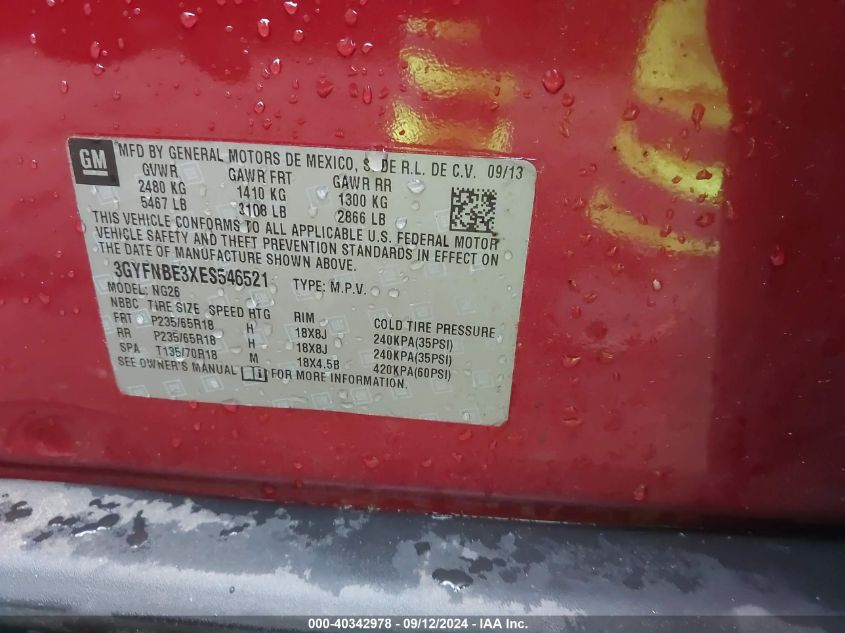 GM
MFD BY GENERAL MOTORS DE MEXICO, S. DE R.L. DE C.V. 09/13
GVWR GAWR FRT GAWR RR
2480 KG 1410 KG 1300 KG
5467 LB 3108 LB 2866 LB
THIS VEHICLE CONFORMS TO ALL APPLICABLE U.S. FEDERAL MOTOR
VEHICLE SAFETY AND THEFT PREVENTION STANDARDS IN EFFECT ON
THE DATE OF MANUFACTURE SHOWN ABOVE.
3GYFNBE3XES546521 TYPE: M.P.V.
MODEL: NG26
NBBC TIRE SIZE SPEED RTG RIM COLD TIRE PRESSURE
FRT P235/65R18 H 18X8J 240KPA(35PSI)
RR P235/65R18 H 18X8J 240KPA(35PSI)
SPA T135/70R18 M 18X4.5B 420KPA(60PSI)
SEE OWNER'S MANUAL FOR MORE INFORMATION.
000-40342978 - 09/12/2024 - 1527 E.